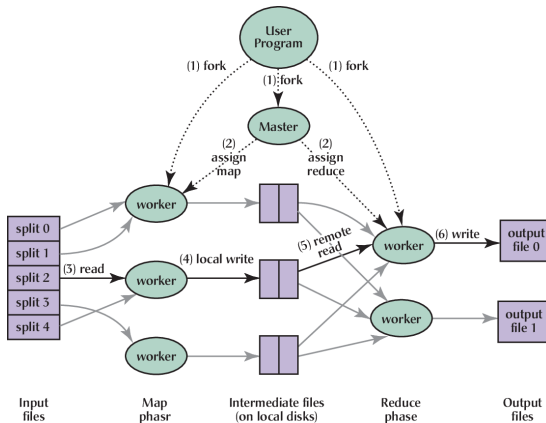 User
Program
(1) fork
(1) fork
(1) fork
Master
(2)
assign
map
(2)
assign
reduce
worker
split 0
split 1
split 2
split 3
split 4
(3) read
(4) local write
worker
worker
(5) remote
read
worker
worker
(6) write
output
file 0
output
file 1
Input
files
Map
phasr
Intermediate files
(on local disks)
Reduce
phase
Output
files